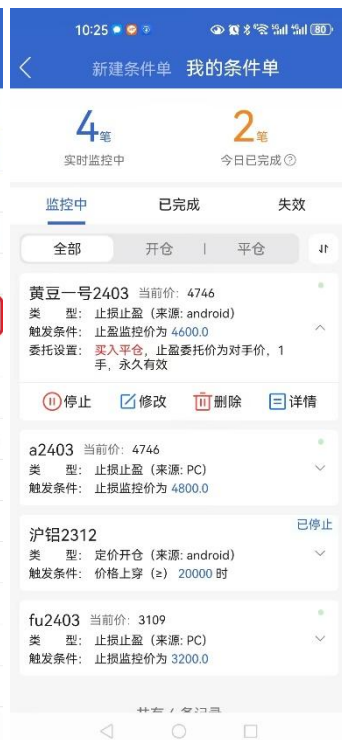 10:25 5G 4G 80
新建条件单 我的条件单
4笔 2笔
实时监控中 今日已完成?
监控中 已完成 失效
全部 开仓 | 平仓
黄豆一号2403 当前价: 4746
类 型: 止损止盈 (来源: android)
触发条件: 止盈监控价为 4600.0
委托设置: 买入平仓, 止盈委托价为对手价, 1
手, 永久有效
停止 修改 删除 详情
a2403 当前价: 4746
类 型: 止损止盈 (来源: PC)
触发条件: 止损监控价为 4800.0
沪铝2312 已停止
类 型: 定价开仓 (来源: android)
触发条件: 价格上穿 (≥) 20000 时
fu2403 当前价: 3109
类 型: 止损止盈 (来源: PC)
触发条件: 止损监控价为 3200.0